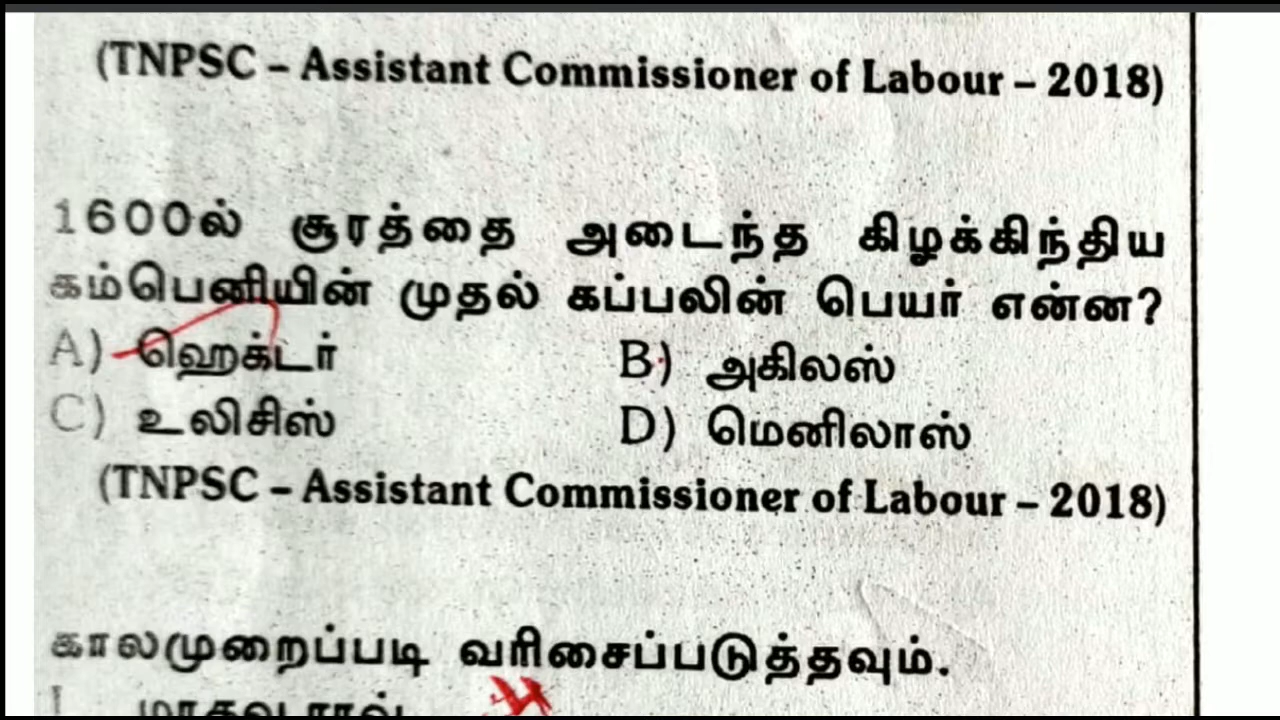 (TNPSC – Assistant Commissioner of Labour – 2018)
1600ல் சூரத்தை அடைந்த கிழக்கிந்திய
கம்பெனியின் முதல் கப்பலின் பெயர் என்ன?
A) ஹெக்டர் B) அகிலஸ்
C) உலிசிஸ் D) மெனிலாஸ்
(TNPSC – Assistant Commissioner of Labour – 2018)
காலமுறைப்படி வரிசைப்படுத்தவும்.